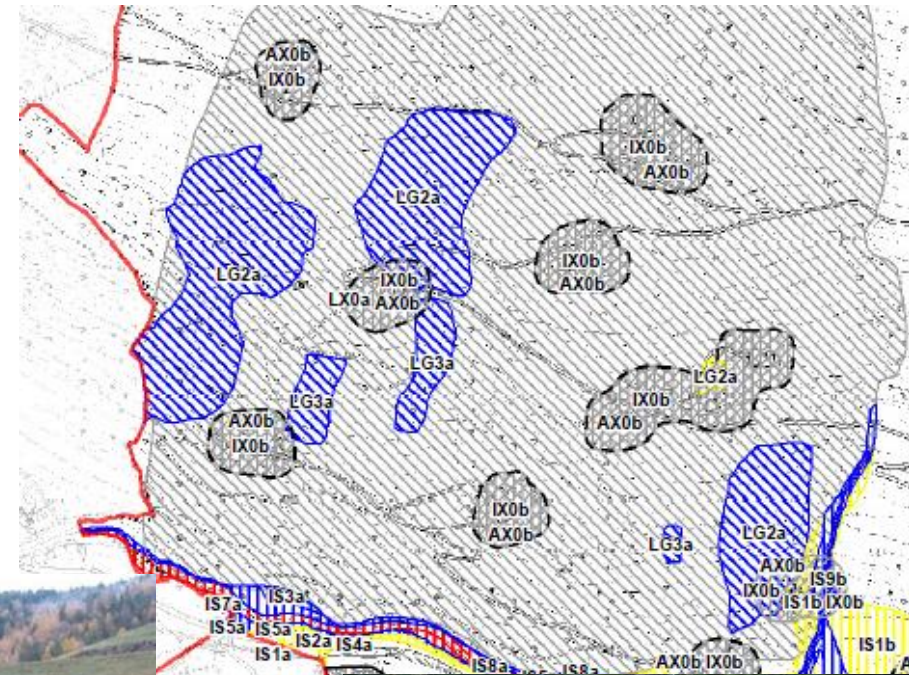 AX0b
IX0b
IX0b
AX0b
LG2a
LG2a
IX0b
AX0b
IX0b
LX0a AX0b
LG3a
LG2a
LG3a
IX0b
AX0b
AX0b
IX0b
IX0b
AX0b
LG3a
LG2a
AX0b
IS9b
IX0b
IS1b IX0b
IS7a
IS3a
IS5a
IS5a
IS2a
IS4a
IS1a
IS8a
IS8a
AX0b IX0b
IS1b